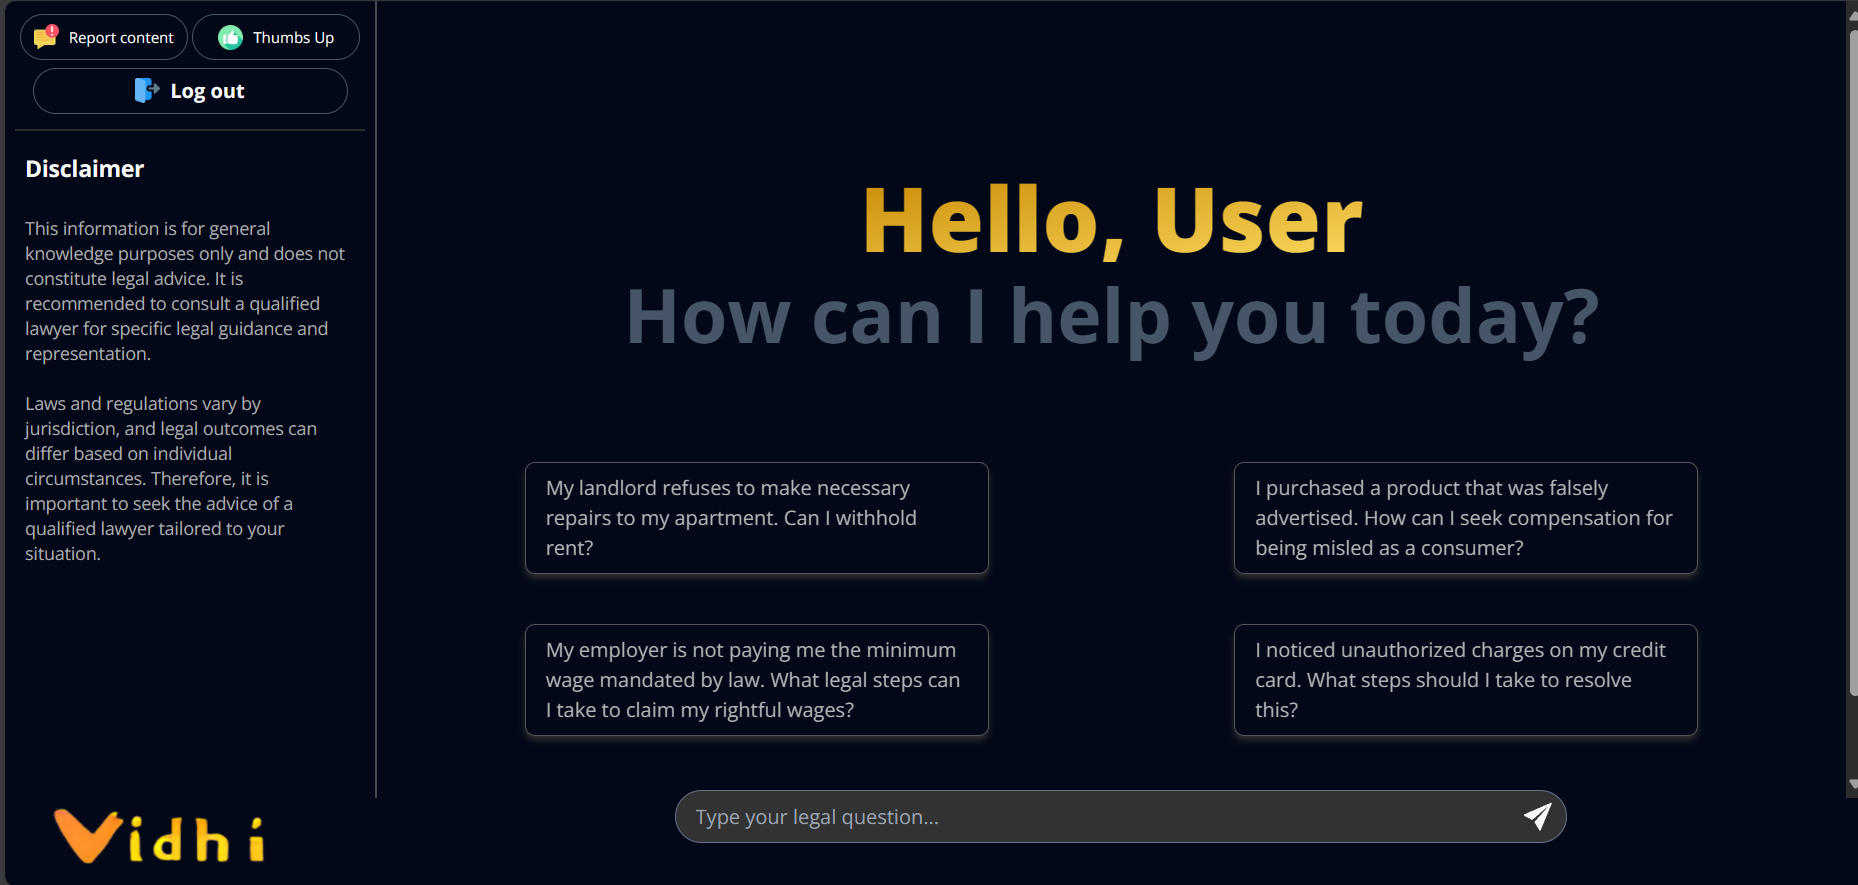 Report content
Thumbs Up
Log out
Disclaimer
This information is for general
knowledge purposes only and does not
constitute legal advice. It is
recommended to consult a qualified
lawyer for specific legal guidance and
representation.
Laws and regulations vary by
jurisdiction, and legal outcomes can
differ based on individual
circumstances. Therefore, it is
important to seek the advice of a
qualified lawyer tailored to your
situation.
Vidhi
Hello, User
How can I help you today?
My landlord refuses to make necessary
repairs to my apartment. Can I withhold
rent?
I purchased a product that was falsely
advertised. How can I seek compensation for
being misled as a consumer?
My employer is not paying me the minimum
wage mandated by law. What legal steps can
I take to claim my rightful wages?
I noticed unauthorized charges on my credit
card. What steps should I take to resolve
this?
Type your legal question...